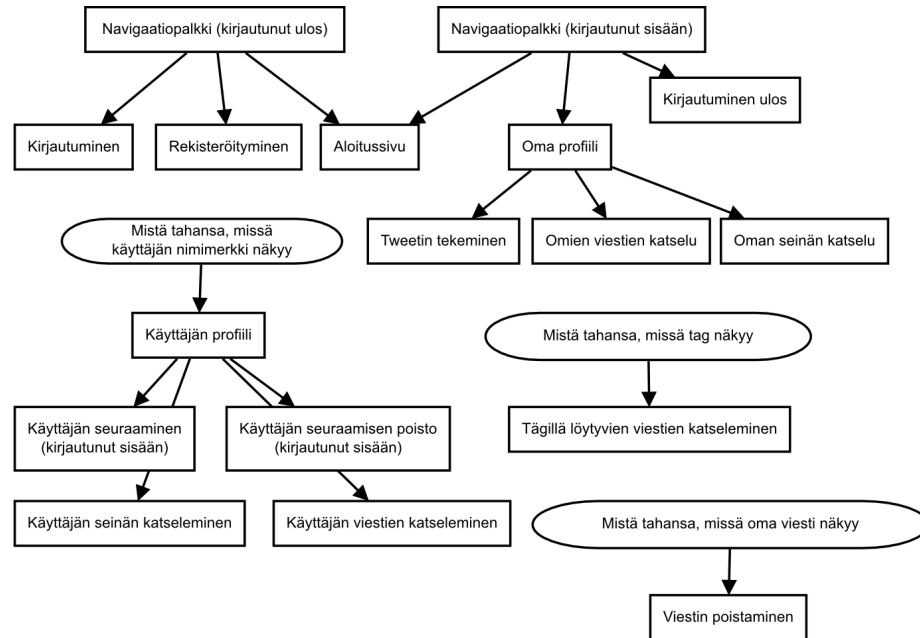 Navigaatiopalkki (kirjautunut ulos)
Navigaatiopalkki (kirjautunut sisään)
Kirjautuminen ulos
Kirjautuminen
Rekisteröityminen
Aloitussivu
Oma profiili
Mistä tahansa, missä
käyttäjän nimimerkki näkyy
Tweetin tekeminen
Omien viestien katselu
Oman seinän katselu
Käyttäjän profiili
Mistä tahansa, missä tag näkyy
Käyttäjän seuraaminen
(kirjautunut sisään)
Käyttäjän seuraamisen poisto
(kirjautunut sisään)
Tägillä löytyvien viestien katseleminen
Käyttäjän seinän katseleminen
Käyttäjän viestien katseleminen
Mistä tahansa, missä oma viesti näkyy
Viestin poistaminen